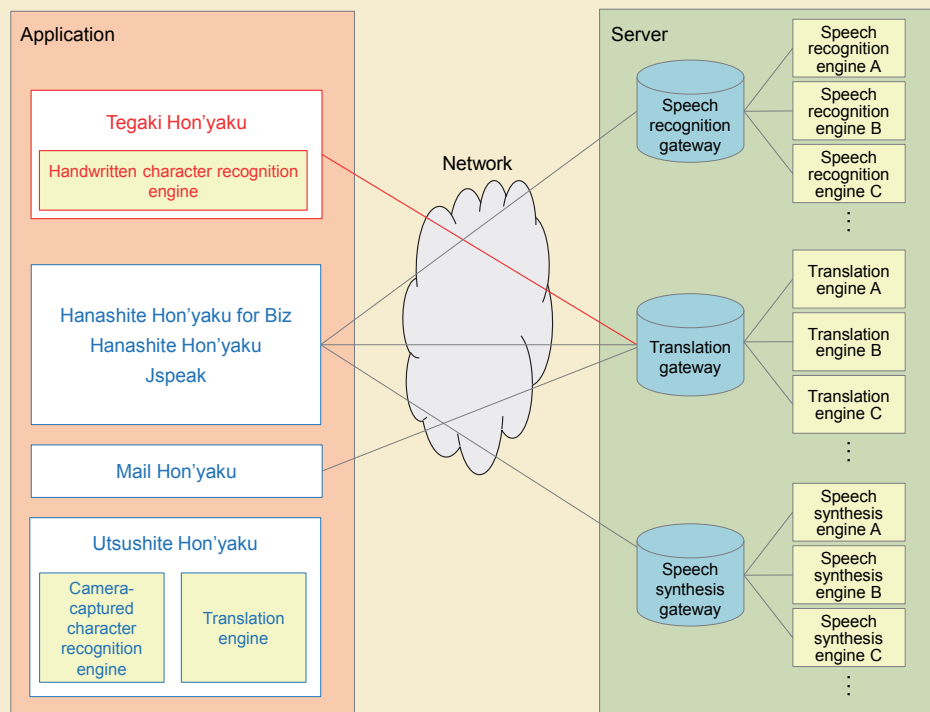 Application
Tegaki Hon'yaku
Handwritten character recognition
engine
Hanashite Hon'yaku for Biz
Hanashite Hon'yaku
Jspeak
Mail Hon'yaku
Utsushite Hon'yaku
Camera-
captured
character
recognition
engine
Translation
engine
Network
Server
Speech
recognition
gateway
Speech
recognition
engine A
Speech
recognition
engine B
Speech
recognition
engine C
⋮
Translation
gateway
Translation
engine A
Translation
engine B
Translation
engine C
⋮
Speech
synthesis
gateway
Speech
synthesis
engine A
Speech
synthesis
engine B
Speech
synthesis
engine C
⋮